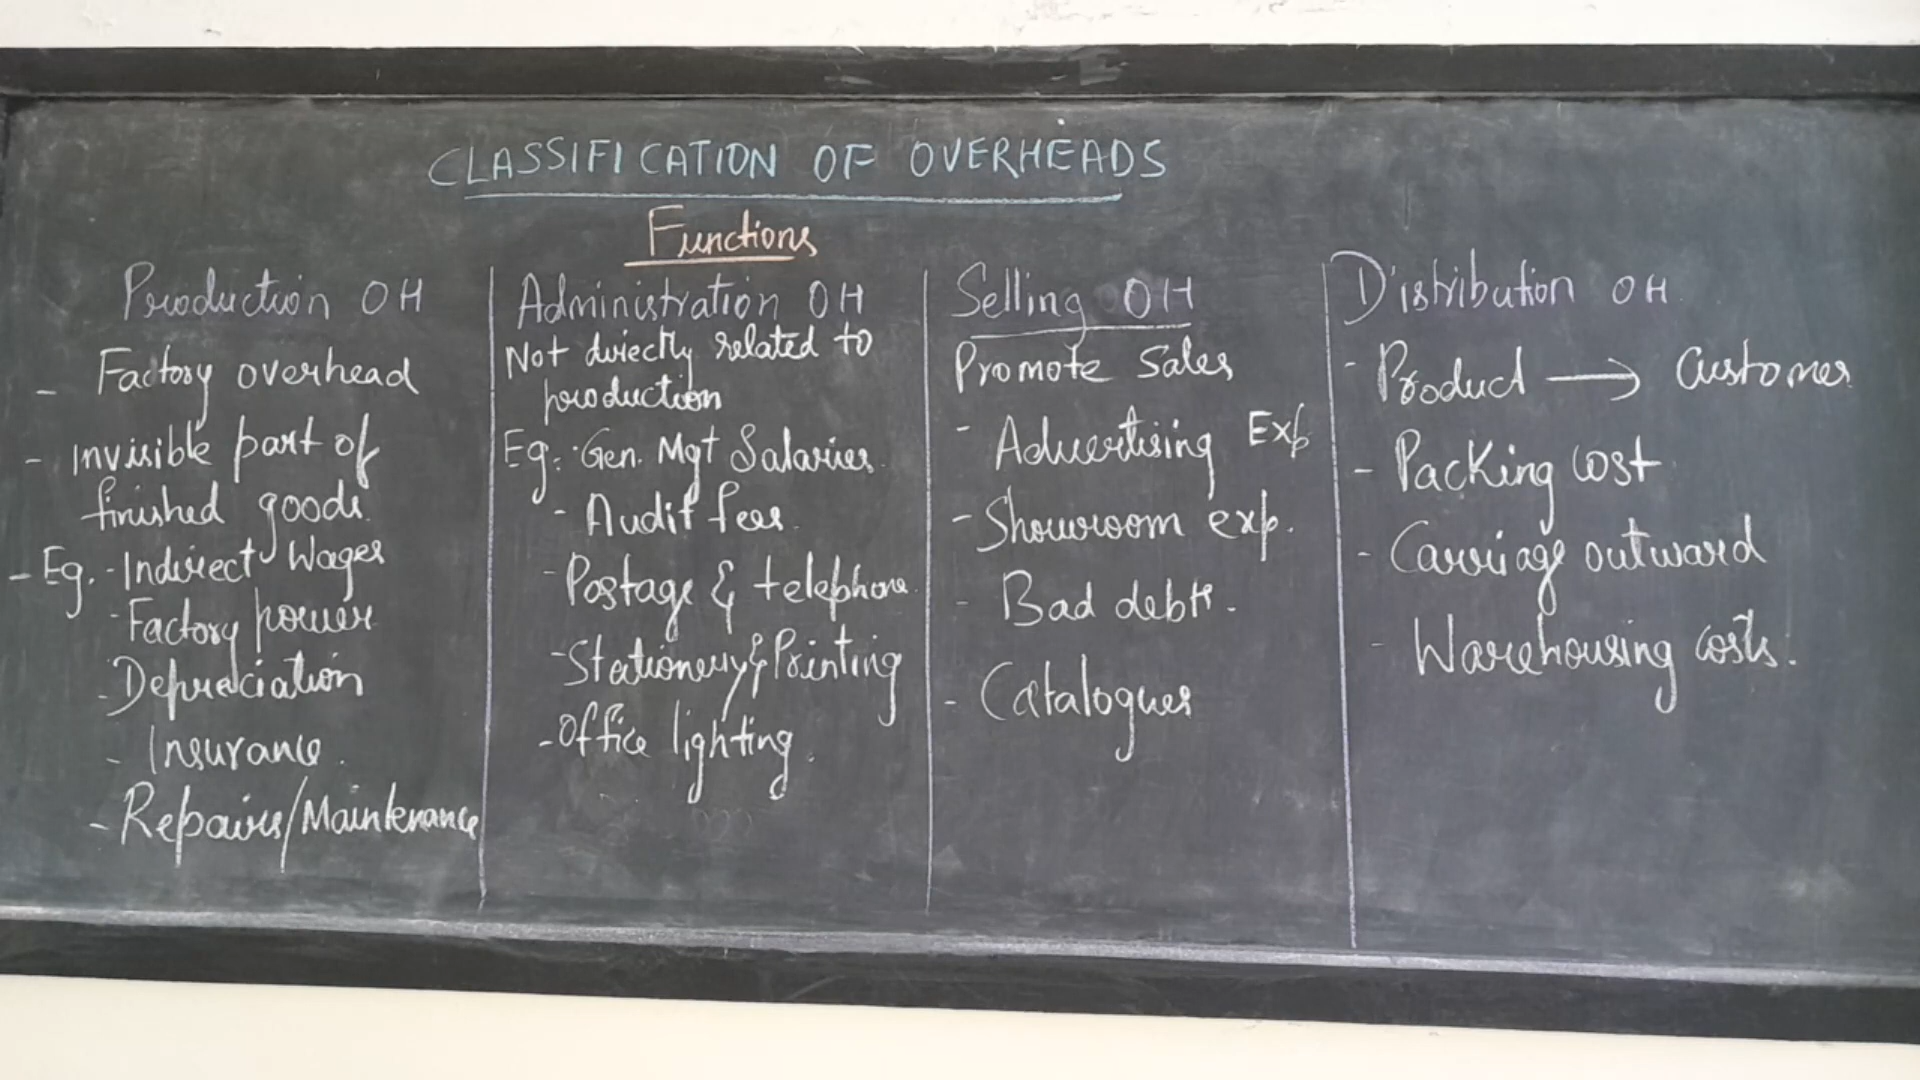 CLASSIFICATION OF OVERHEADS
Functions
Production OH
- Factory overhead
- Invisible part of
finished goods.
- Eg. - Indirect Wages
- Factory power
- Depreciation
- Insurance.
- Repairs/Maintenance
Administration OH
Not directly related to
production
Eg: - Gen. Mgt Salaries.
- Audit fees.
- Postage & telephone.
- Stationery & Printing
- Office lighting.
Selling OH
Promote Sales
- Advertising Exp
- Showroom exp.
- Bad debts.
- Catalogues
Distribution OH
- Product → Customer
- Packing cost
- Carriage outward
- Warehousing costs.